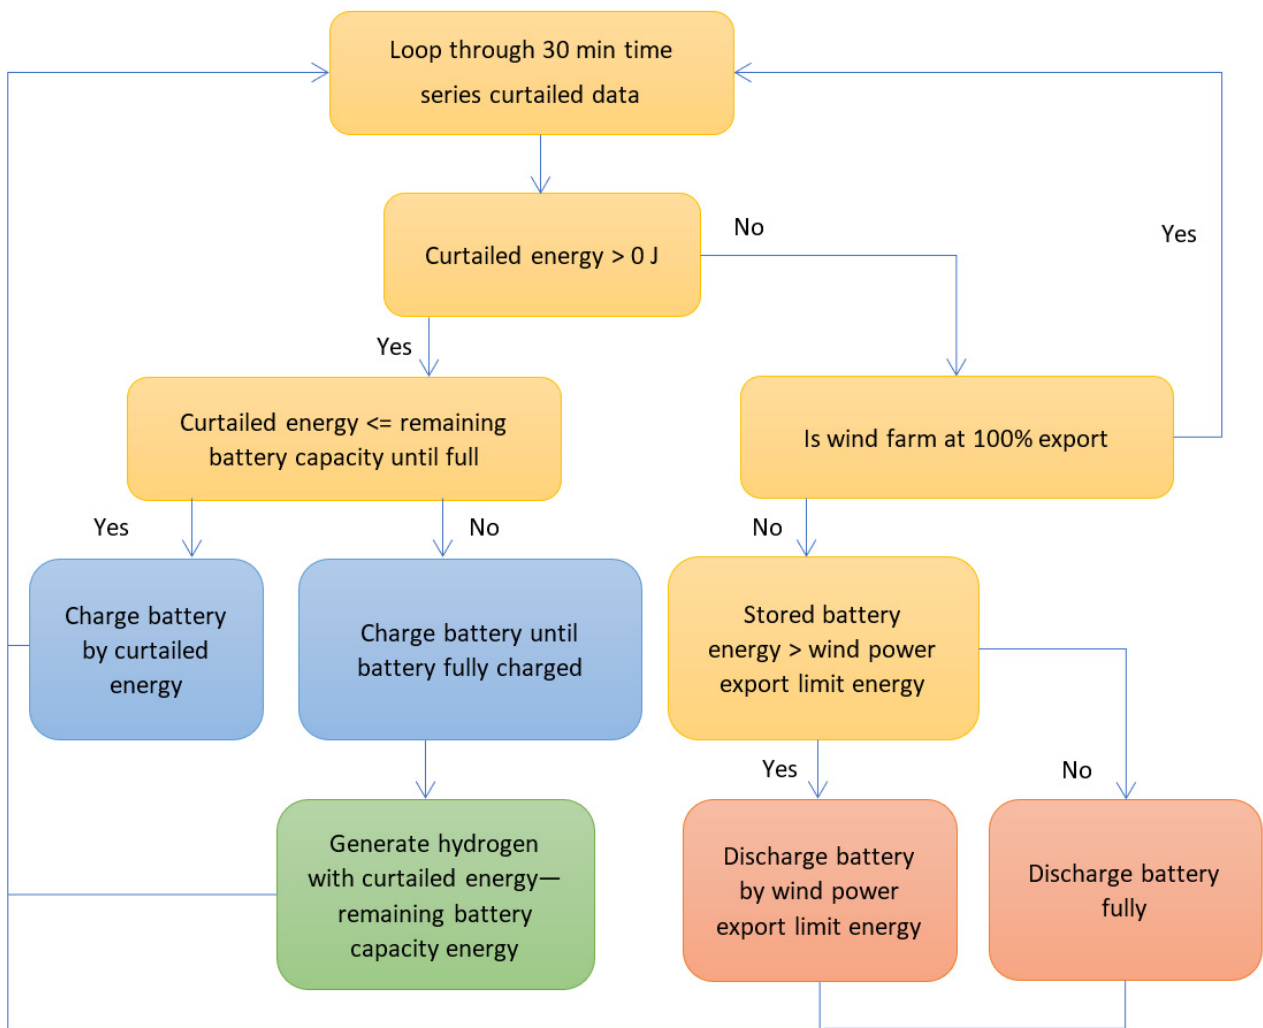 Loop through 30 min time
series curtailed data
Curtailed energy > 0 J
No
Yes
Yes
Curtailed energy <= remaining
battery capacity until full
Is wind farm at 100% export
Yes
No
No
Charge battery
by curtailed
energy
Charge battery until
battery fully charged
Stored battery
energy > wind power
export limit energy
Yes
No
Generate hydrogen
with curtailed energy—
remaining battery
capacity energy
Discharge battery
by wind power
export limit energy
Discharge battery
fully